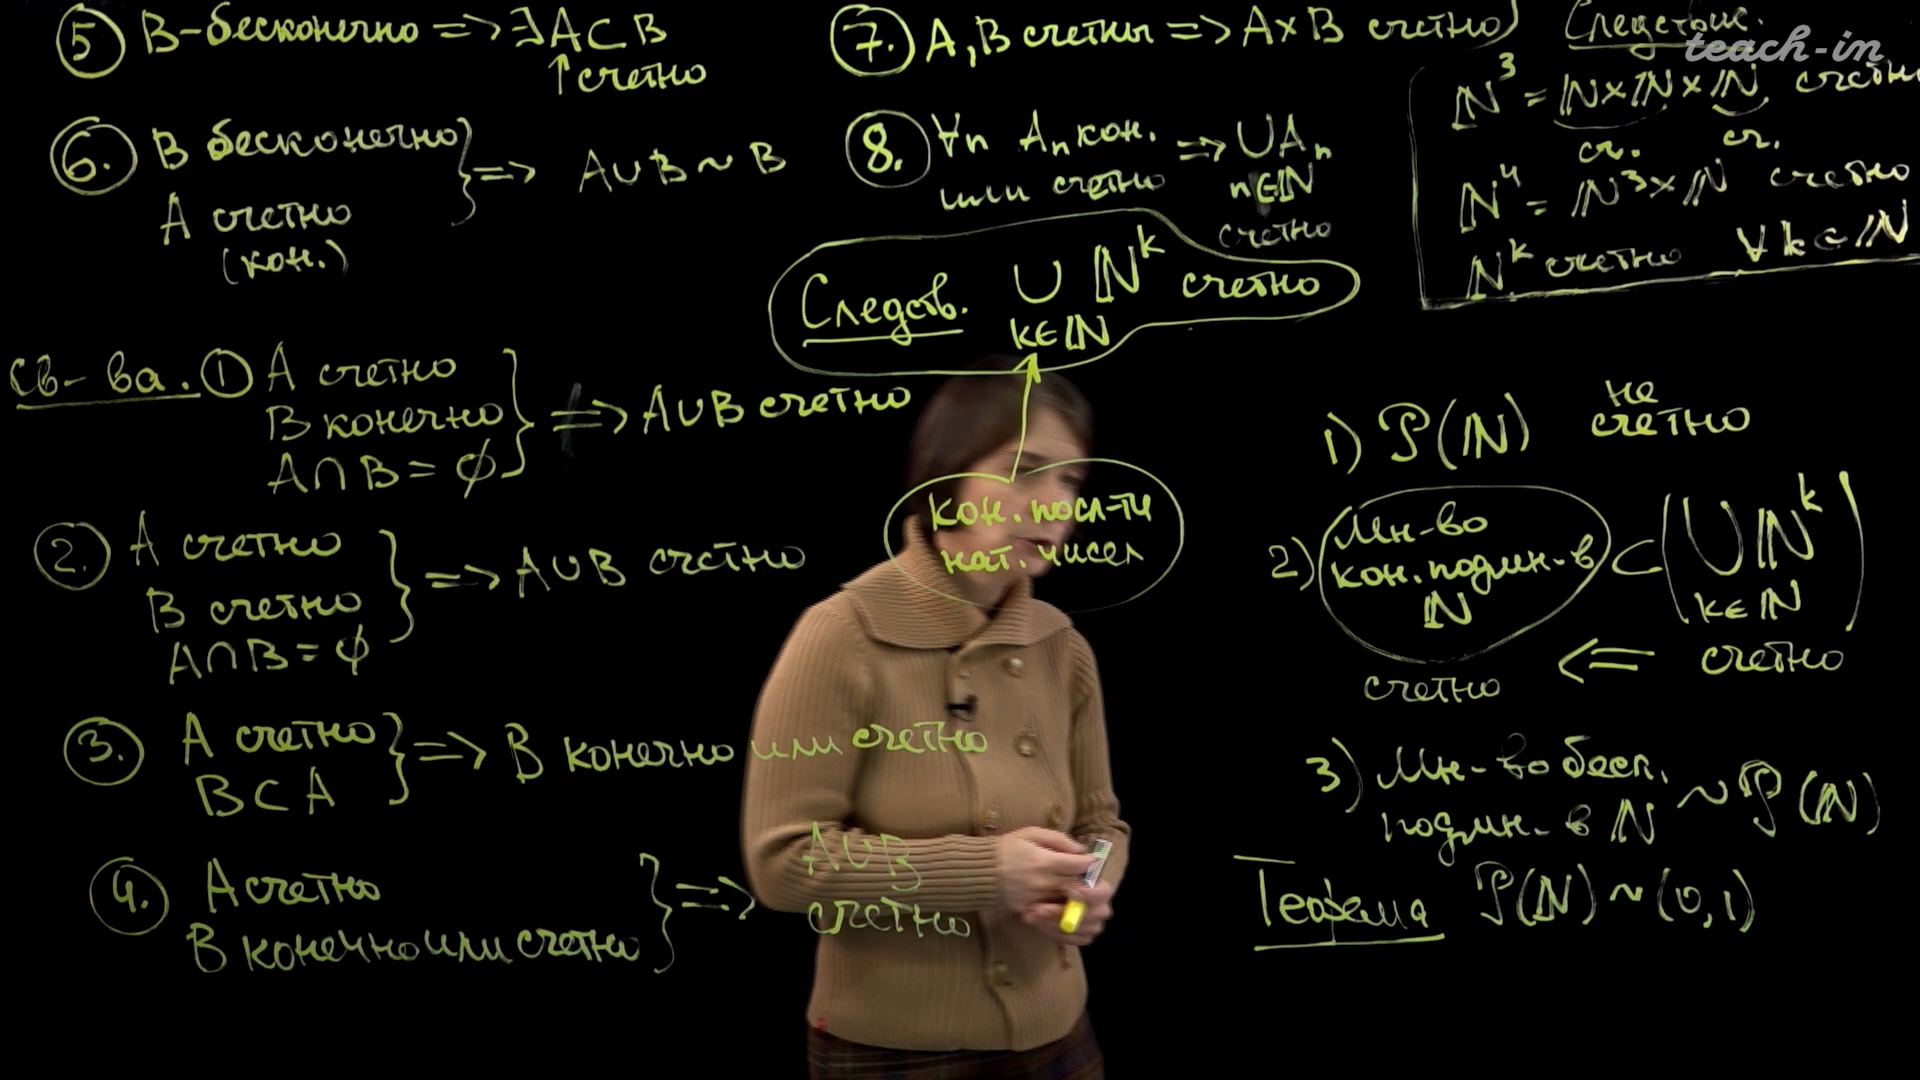 ⑤ В-бесконечно => ∃A⊂B
↑счетно
⑥. В бесконечно
А счетно
(кон.)
} => A∪B ~ B
⑦. А, В счетны => A×B счетно
⑧. ∀n Aₙ кон.
или счетно
=> ∪Aₙ
n∈ℕ
счетно
Следствие.
teach-in
ℕ³ = ℕ×ℕ×ℕ счетно
сч. сч.
ℕ⁴ = ℕ³×ℕ счетно
ℕᵏ счетно ∀k∈ℕ
Следств. ∪ ℕᵏ счетно
k∈ℕ
кон. посл-ти
нат. чисел
Св-ва. ① А счетно
В конечно
A∩B = ∅
} => A∪B счетно
②. А счетно
В счетно
A∩B = ∅
} => A∪B счетно
③. А счетно
B⊂A
} => В конечно или счетно
④. А счетно
В конечно или счетно
} => A∪B
счетно
1) 𝒫(ℕ) не
счетно
2) Мн-во
кон. подмн-в
ℕ
⊂ (∪ ℕᵏ)
k∈ℕ
счетно <= счетно
3) Мн-во беск.
подмн-в ℕ ~ 𝒫(ℕ)
Теорема 𝒫(ℕ) ~ (0,1)